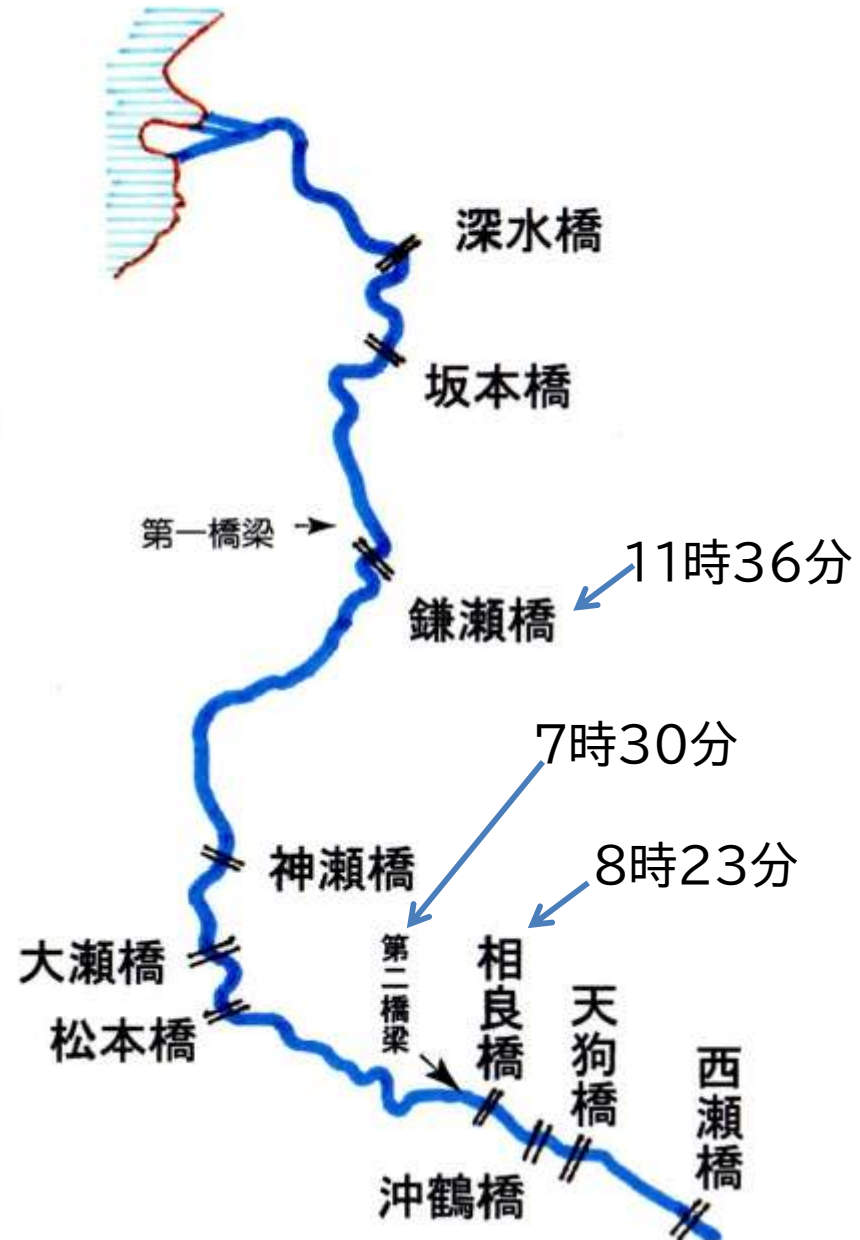 深水橋
坂本橋
第一橋梁
11時36分
鎌瀬橋
7時30分
8時23分
神瀬橋
第二橋梁
相良橋
大瀬橋
天狗橋
松本橋
西瀬橋
沖鶴橋